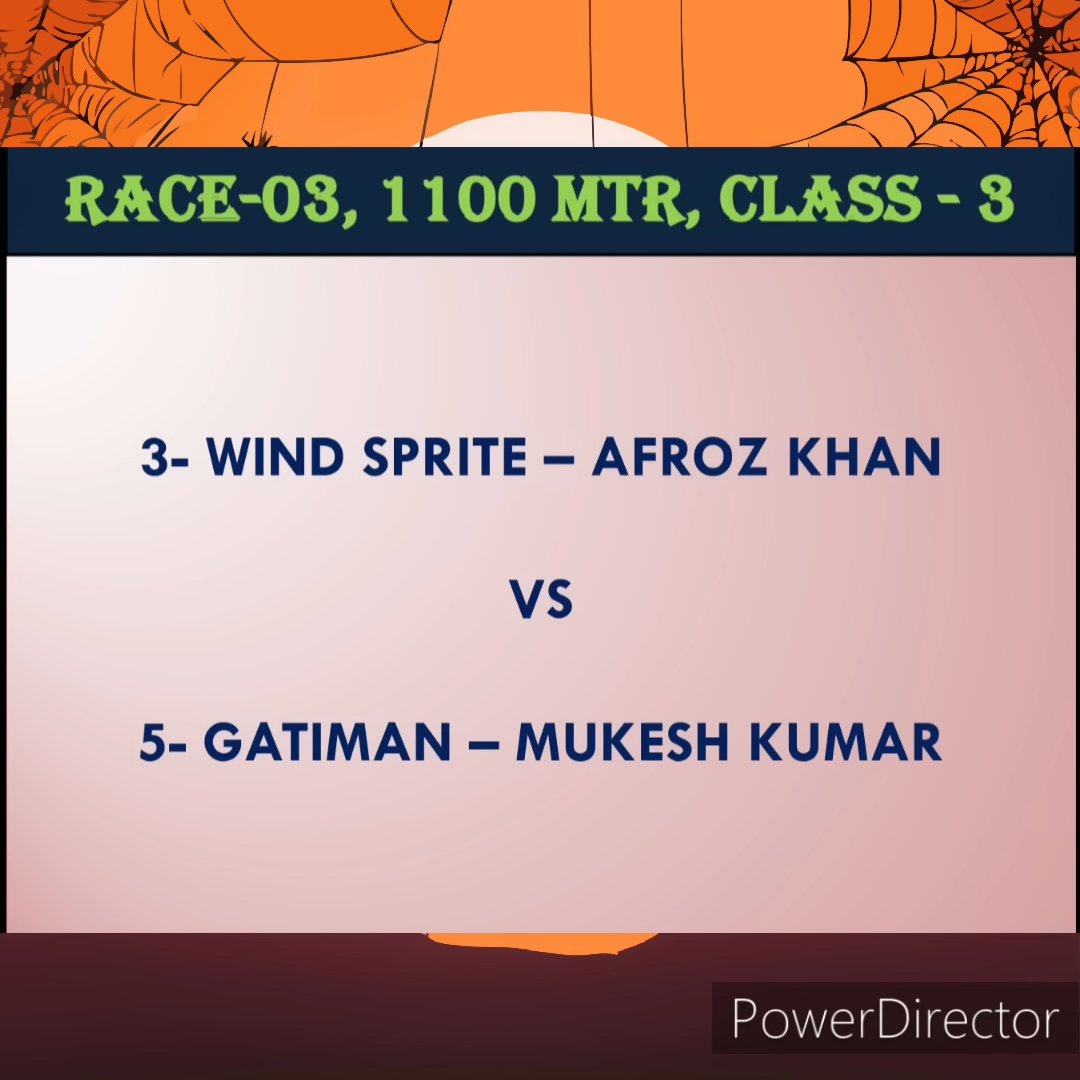 RACE-03, 1100 MTR, CLASS - 3
3- WIND SPRITE – AFROZ KHAN
VS
5- GATIMAN – MUKESH KUMAR
PowerDirector